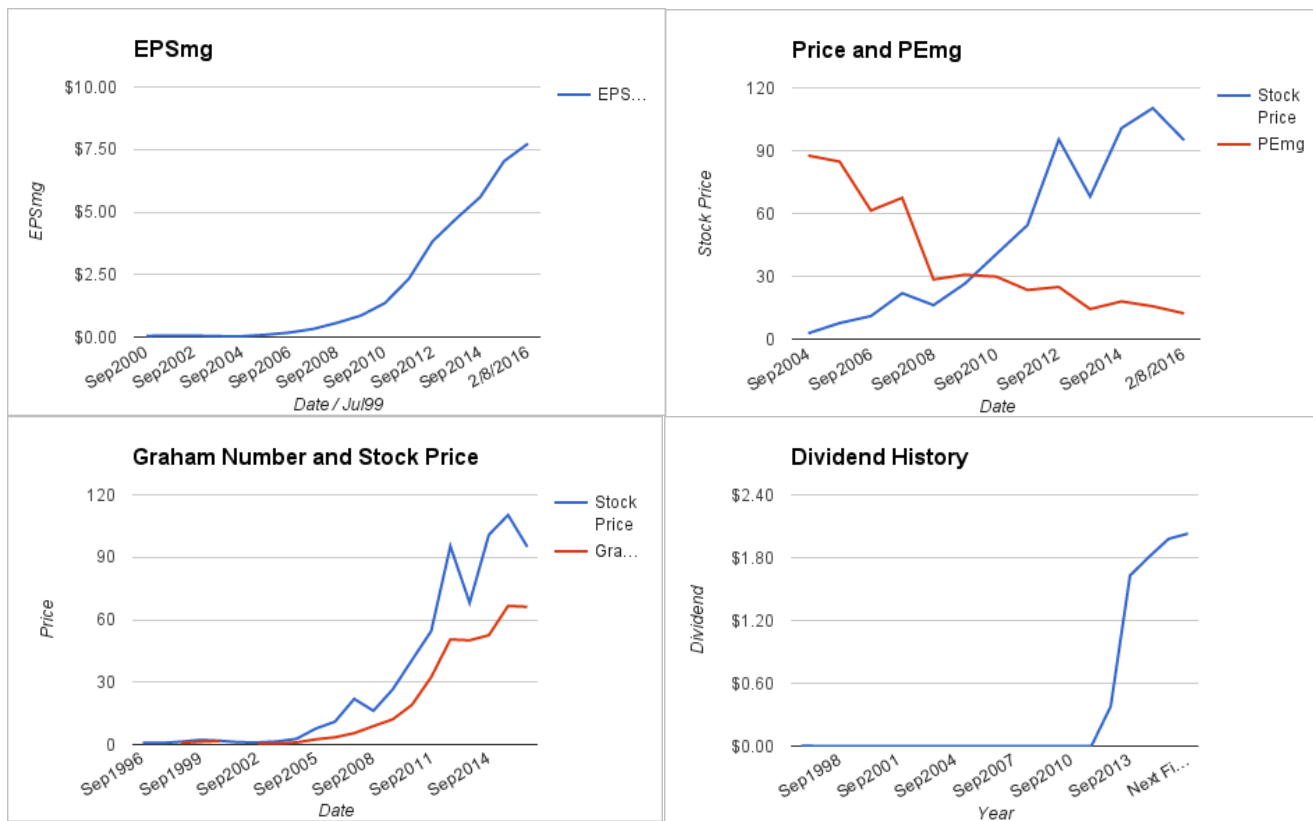 EPSmg
$10.00
$7.50
$5.00
$2.50
$0.00
EPSmg
EPS…
Sep2000
Sep2002
Sep2004
Sep2006
Sep2008
Sep2010
Sep2012
Sep2014
2/8/2016
Date / Jul99
Price and PEmg
120
90
60
30
0
Stock Price
Stock
Price
PEmg
Sep2004
Sep2006
Sep2008
Sep2010
Sep2012
Sep2014
2/8/2016
Date
Graham Number and Stock Price
120
90
60
30
0
Price
Stock
Price
Gra…
Sep1996
Sep1999
Sep2002
Sep2005
Sep2008
Sep2011
Sep2014
Date
Dividend History
$2.40
$1.80
$1.20
$0.60
$0.00
Dividend
Sep1998
Sep2001
Sep2004
Sep2007
Sep2010
Sep2013
Next Fi…
Year